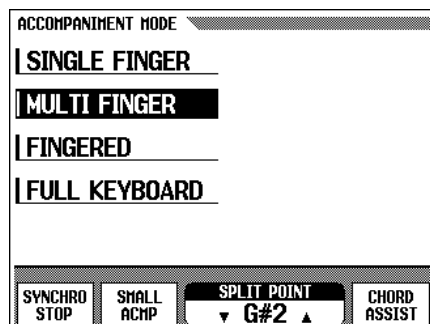 ACCOMPANIMENT MODE
SINGLE FINGER
MULTI FINGER
FINGERED
FULL KEYBOARD
SYNCHRO STOP
SMALL ACMP
SPLIT POINT
▼ G#2 ▲
CHORD ASSIST